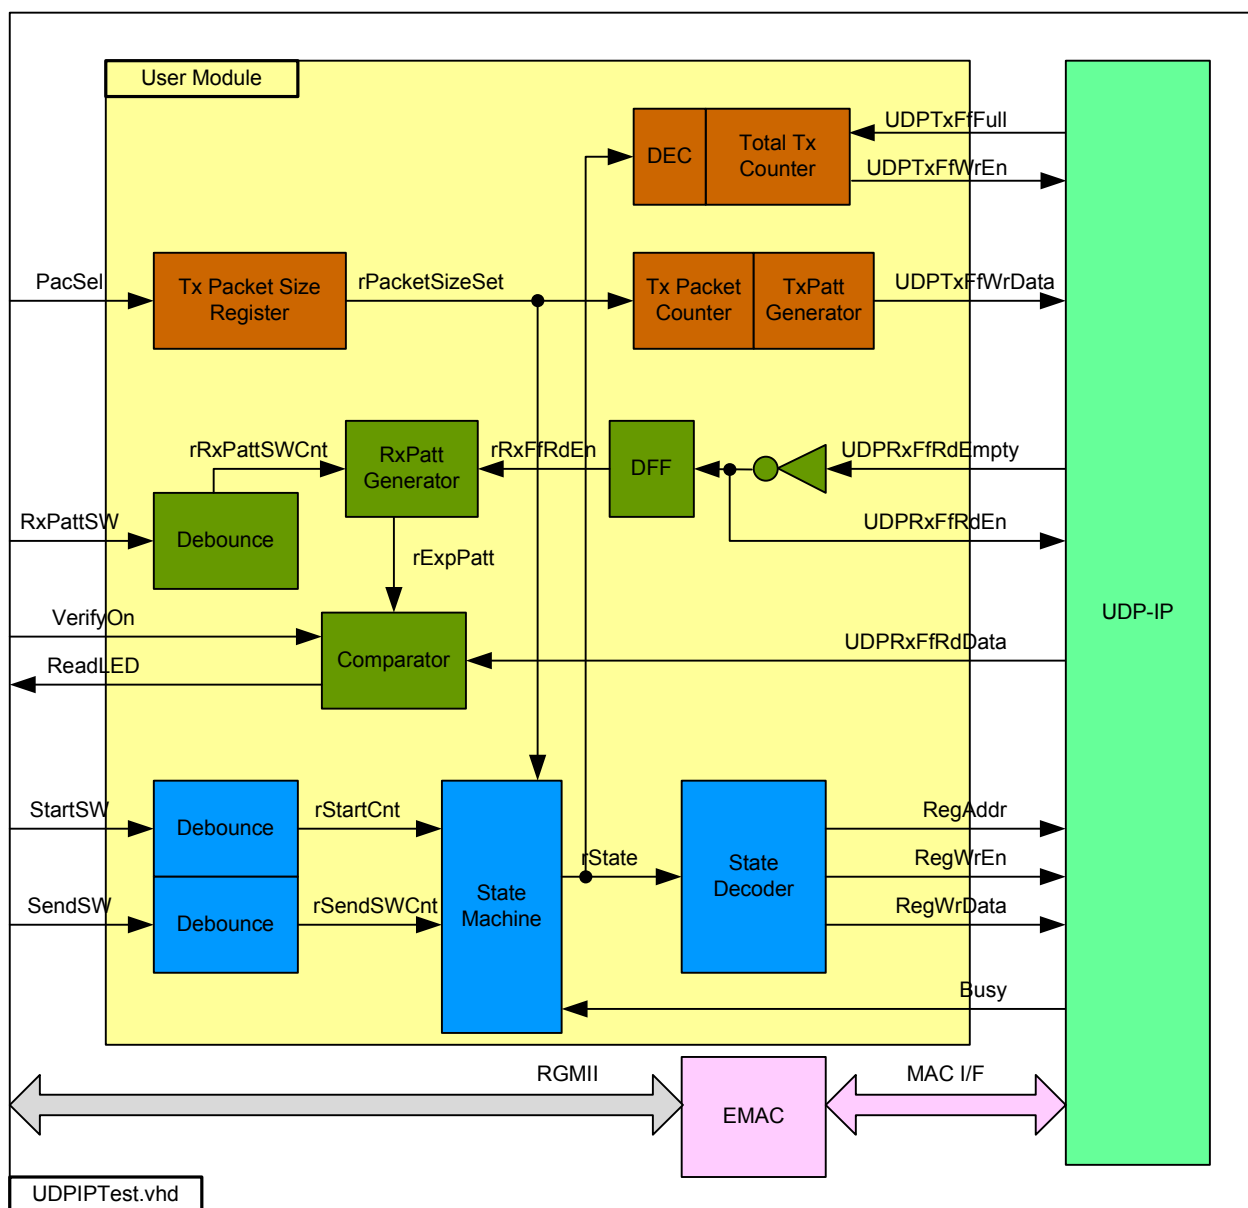 User Module
UDPTxFfFull
DEC
Total Tx
Counter
UDPTxFfWrEn
PacSel
Tx Packet Size
Register
rPacketSizeSet
Tx Packet
Counter
TxPatt
Generator
UDPTxFfWrData
rRxPattSWCnt
RxPatt
Generator
rRxFfRdEn
DFF
UDPRxFfRdEmpty
RxPattSW
Debounce
UDPRxFfRdEn
rExpPatt
VerifyOn
UDP-IP
ReadLED
Comparator
UDPRxFfRdData
StartSW
Debounce
rStartCnt
RegAddr
rState
State
Decoder
RegWrEn
SendSW
Debounce
rSendSWCnt
State
Machine
RegWrData
Busy
RGMII
MAC I/F
EMAC
UDPIPTest.vhd